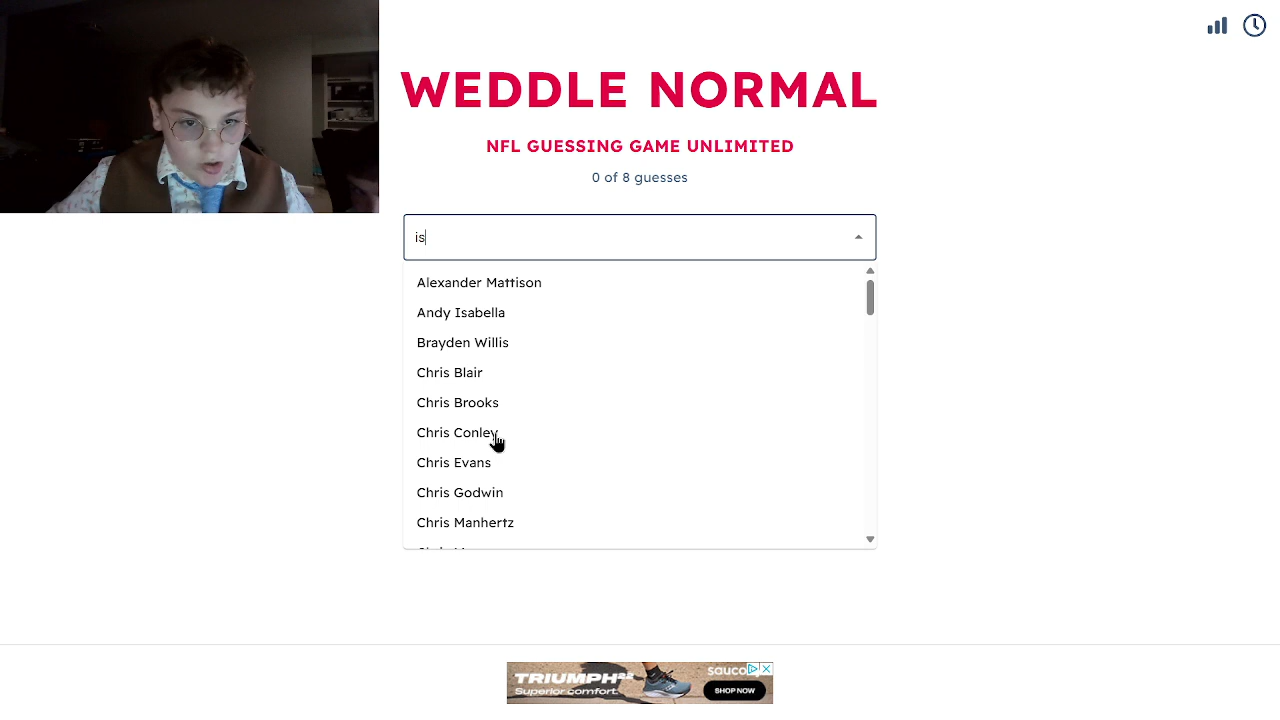 WEDDLE NORMAL
NFL GUESSING GAME UNLIMITED
0 of 8 guesses
is
Alexander Mattison
Andy Isabella
Brayden Willis
Chris Blair
Chris Brooks
Chris Conley
Chris Evans
Chris Godwin
Chris Manhertz
TRIUMPH
Superior comfort.
SHOP NOW